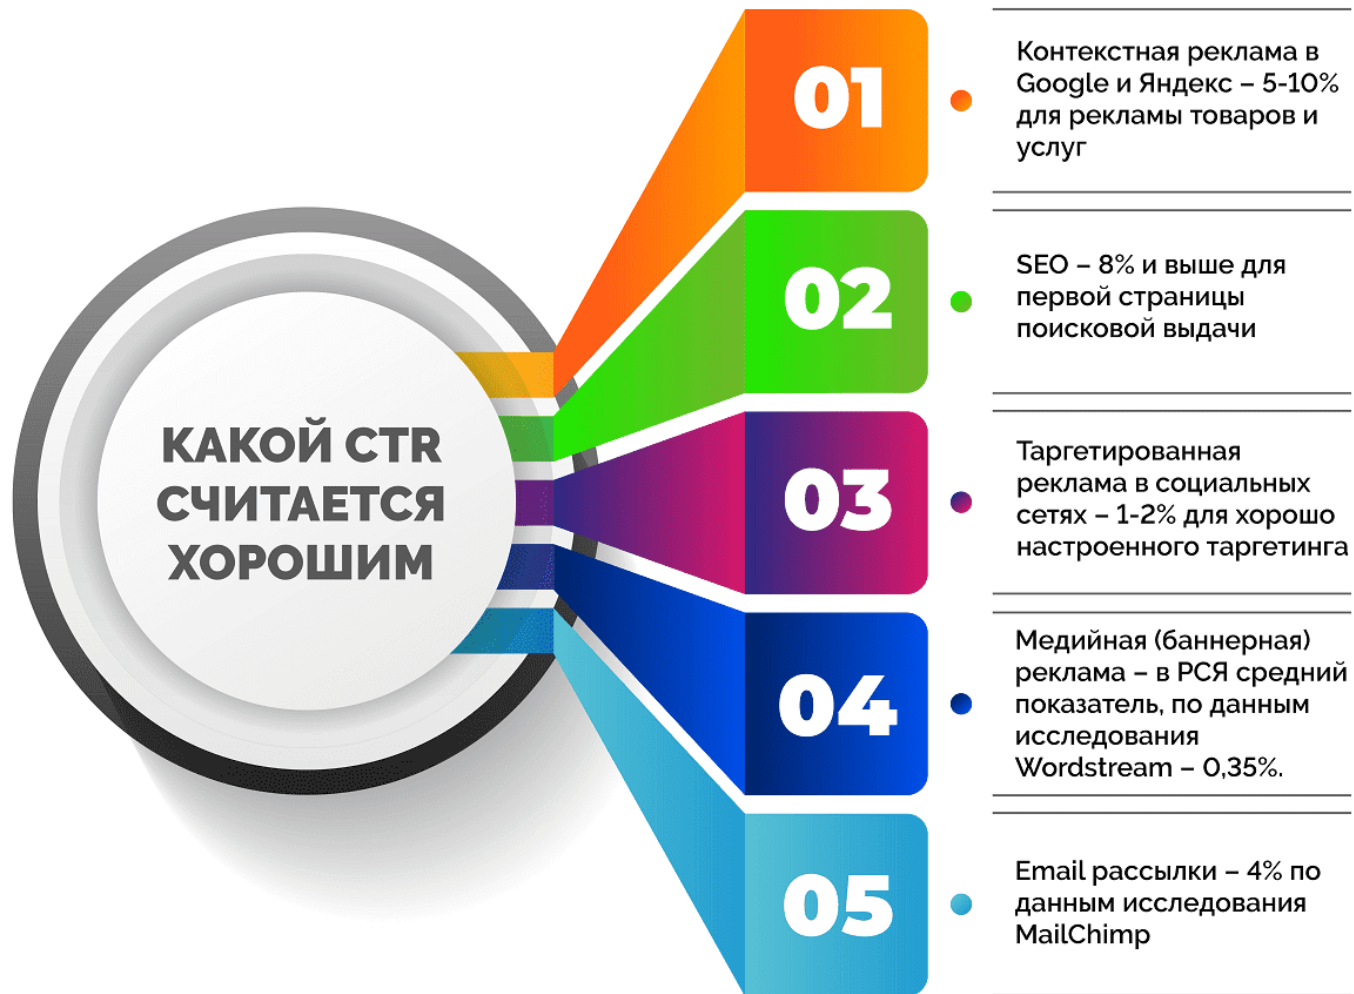 КАКОЙ CTR
СЧИТАЕТСЯ
ХОРОШИМ
01
Контекстная реклама в
Google и Яндекс – 5-10%
для рекламы товаров и
услуг
02
SEO – 8% и выше для
первой страницы
поисковой выдачи
03
Таргетированная
реклама в социальных
сетях – 1-2% для хорошо
настроенного таргетинга
04
Медийная (баннерная)
реклама – в РСЯ средний
показатель, по данным
исследования
Wordstream – 0,35%.
05
Email рассылки – 4% по
данным исследования
MailChimp